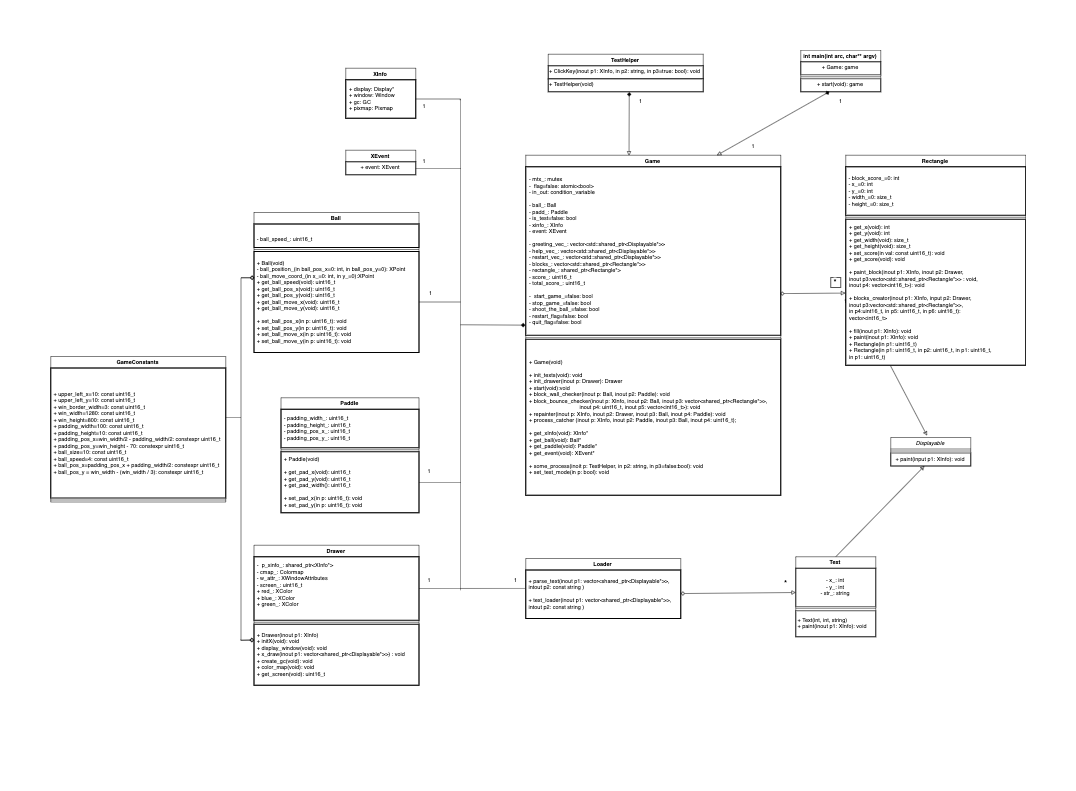 XInfo
+ display: Display*
+ window: Window
+ gc: GC
+ pixmap: Pixmap
1
XEvent
+ event: XEvent
1
TestHelper
+ ClickKey(inout p1: XInfo, in p2: string, in p3=true: bool): void
+ TestHelper(void)
1
int main(int arc, char** argv)
+ Game: game
+ start(void): game
1
1
Ball
- ball_speed_: uint16_t
+ Ball(void)
- ball_position_(in ball_pos_x=0: int, in ball_pos_y=0): XPoint
- ball_move_coord_(in x_=0: int, in y_=0):XPoint
+ get_ball_speed(void): uint16_t
+ get_ball_pos_x(void): uint16_t
+ get_ball_pos_y(void): uint16_t
+ get_ball_move_x(void): uint16_t
+ get_ball_move_y(void): uint16_t
+ set_ball_pos_x(in p: uint16_t): void
+ set_ball_pos_y(in p: uint16_t): void
+ set_ball_move_x(in p: uint16_t): void
+ set_ball_move_y(in p: uint16_t): void
1
GameConstants
+ upper_left_x=10: const uint16_t
+ upper_left_y=10: const uint16_t
+ win_border_width=3: const uint16_t
+ win_width=1280: const uint16_t
+ win_height=800: const uint16_t
+ padding_width=100: const uint16_t
+ padding_height=10: const uint16_t
+ padding_pos_x=win_width/2 - padding_width/2: constexpr uint16_t
+ padding_pos_y=win_height - 70: constexpr uint16_t
+ ball_size=10: const uint16_t
+ ball_speed=4: const uint16_t
+ ball_pos_x=padding_pos_x + padding_width/2: constexpr uint16_t
+ ball_pos_y = win_width - (win_width / 3): constexpr uint16_t
Paddle
- padding_width_: uint16_t
- padding_height_: uint16_t
- padding_pos_x_: uint16_t
- padding_pos_y_: uint16_t
+ Paddle(void)
+ get_pad_x(void): uint16_t
+ get_pad_y(void): uint16_t
+ get_pad_width(): uint16_t
+ set_pad_x(in p: uint16_t): void
+ set_pad_y(in p: uint16_t): void
1
Drawer
- p_xinfo_: shared_ptr<XInfo*>
- cmap_: Colormap
- w_attr_: XWindowAttributes
- screen_: uint16_t
+ red_: XColor
+ blue_: XColor
+ green_: XColor
+ Drawer(inout p1: XInfo)
+ initX(void): void
+ display_window(void): void
+ x_draw(inout p1: vector<shared_ptr<Displayable*>>) : void
+ create_gc(void): void
+ color_map(void): void
+ get_screen(void): uint16_t
1
Game
- mtx_: mutex
- flag=false: atomic<bool>
- in_out: condition_variable
- ball_: Ball
- padd_: Paddle
- is_test=false: bool
- xinfo_: XInfo
- event: XEvent
- greeting_vec_: vector<std::shared_ptr<Displayable*>>
- help_vec_: vector<std::shared_ptr<Displayable*>>
- restart_vec_: vector<std::shared_ptr<Displayable*>>
- blocks_: vector<std::shared_ptr<Rectangle*>>
- rectangle_: shared_ptr<Rectangle*>
- score_: uint16_t
- total_score_: uint16_t
- start_game_=false: bool
- stop_game_=false: bool
- shoot_the_ball_=false: bool
- restart_flag=false: bool
- quit_flag=false: bool
+ Game(void)
+ init_texts(void): void
+ init_drawer(inout p: Drawer): Drawer
+ start(void):void
+ block_wall_checker(inout p: Ball, inout p2: Paddle): void
+ block_bounce_checker(inout p: XInfo, inout p2: Ball, inout p3: vector<shared_ptr<Rectangle*>>,
inout p4: uint16_t, inout p5: vector<int16_t>): void
+ repainter(inout p: XInfo, inout p2: Drawer, inout p3: Ball, inout p4: Paddle): void
+ process_catcher (inout p: XInfo, inout p2: Paddle, inout p3: Ball, inout p4: uint16_t);
+ get_xinfo(void): XInfo*
+ get_ball(void): Ball*
+ get_paddle(void): Paddle*
+ get_event(void): XEvent*
+ some_process(inoit p: TestHelper, in p2: string, in p3=false:bool): void
+ set_test_mode(in p: bool): void
Rectangle
- block_score_=0: int
- x_=0: int
- y_=0: int
- width_=0: size_t
- height_=0: size_t
+ get_x(void): int
+ get_y(void): int
+ get_width(void): size_t
+ get_height(void): size_t
+ set_score(in val: const uint16_t): void
+ get_score(void): void
+ paint_block(inout p1: XInfo, inout p2: Drawer,
inout p3:vector<shared_ptr<Displayable*>>) : void,
inout p4: vector<int16_t>): void
+ blocks_creator(inout p1: XInfo, input p2: Drawer,
inout p3:vector<shared_ptr<Rectangle*>>: void,
in p4:uint16_t, in p5: uint16_t, in p6: uint16_t):
vector<int16_t>
+ fill(inout p1: XInfo): void
+ paint(inout p1: XInfo): void
+ Rectangle(in p1: uint16_t)
+ Rectangle(in p1: uint16_t, in p2: uint16_t, in p1: uint16_t,
in p1: uint16_t)
*
Displayable
+ paint(input p1: XInfo): void
Loader
+ parse_text(inout p1: vector<shared_ptr<Displayable*>>,
intout p2: const string )
+ text_loader(inout p1: vector<shared_ptr<Displayable*>>,
intout p2: const string )
1
*
Text
- x_: int
- y_: int
- str_: string
+ Text(int, int, string)
+ paint(inout p1: XInfo): void